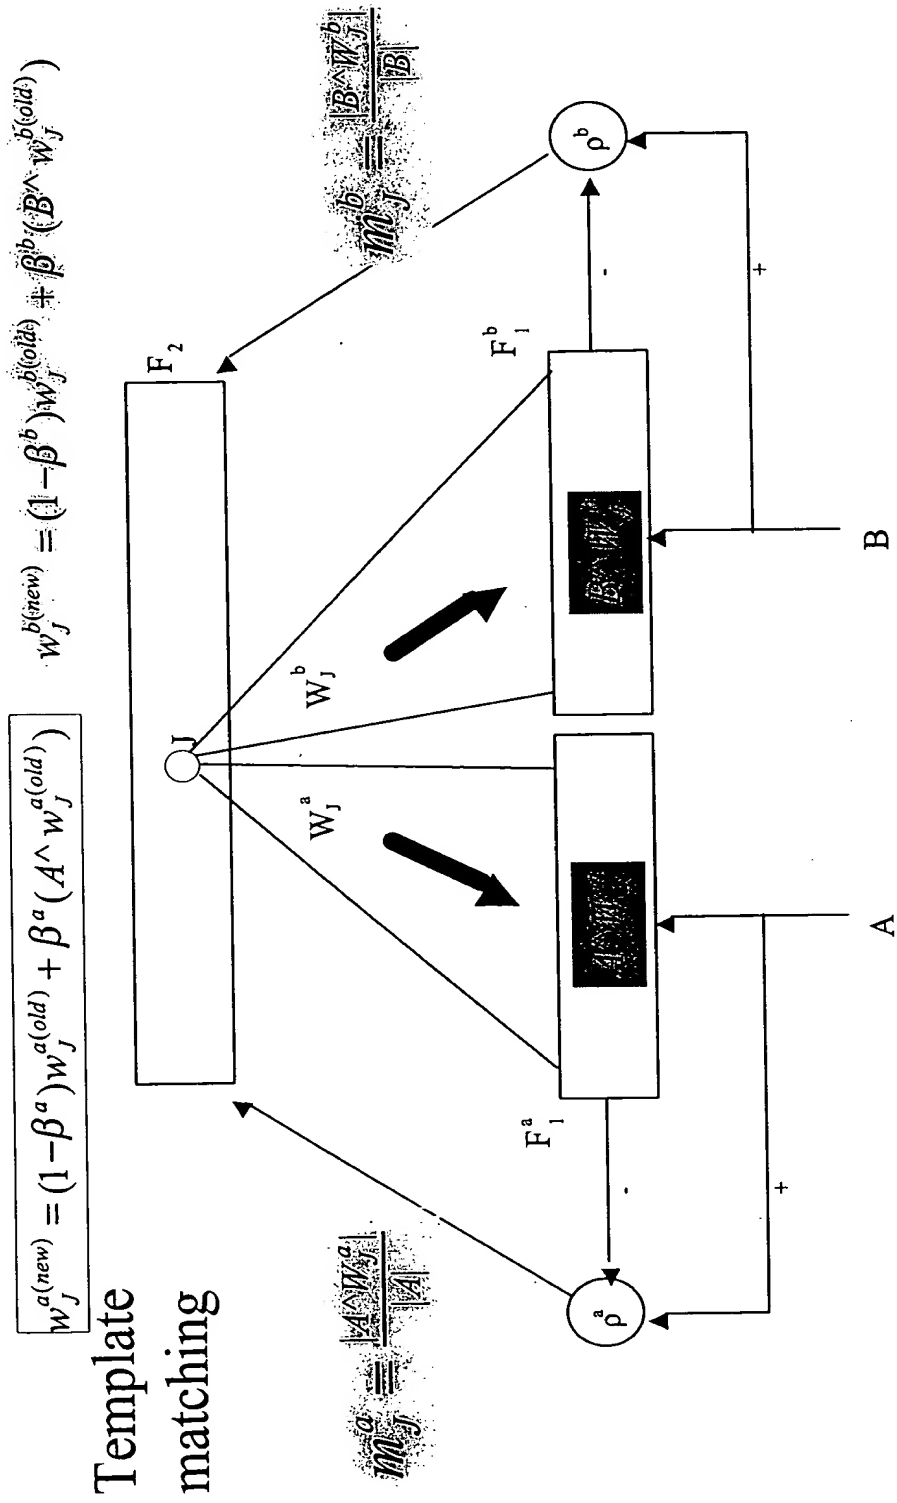 w_J^{a(new)} = (1 − β^a)w_J^{a(old)} + β^a(A^w_J^{a(old)})
w_J^{b(new)} = (1 − β^b)w_J^{b(old)} + β^b(B^w_J^{b(old)})
Template
matching
J
F_2
m_J^a = |A^W_J^a| / |A|
m_J^b = |B^W_J^b| / |B|
W_J^a
W_J^b
F_1^a
F_1^b
ρ^a
-
-
ρ^b
+
+
A
B